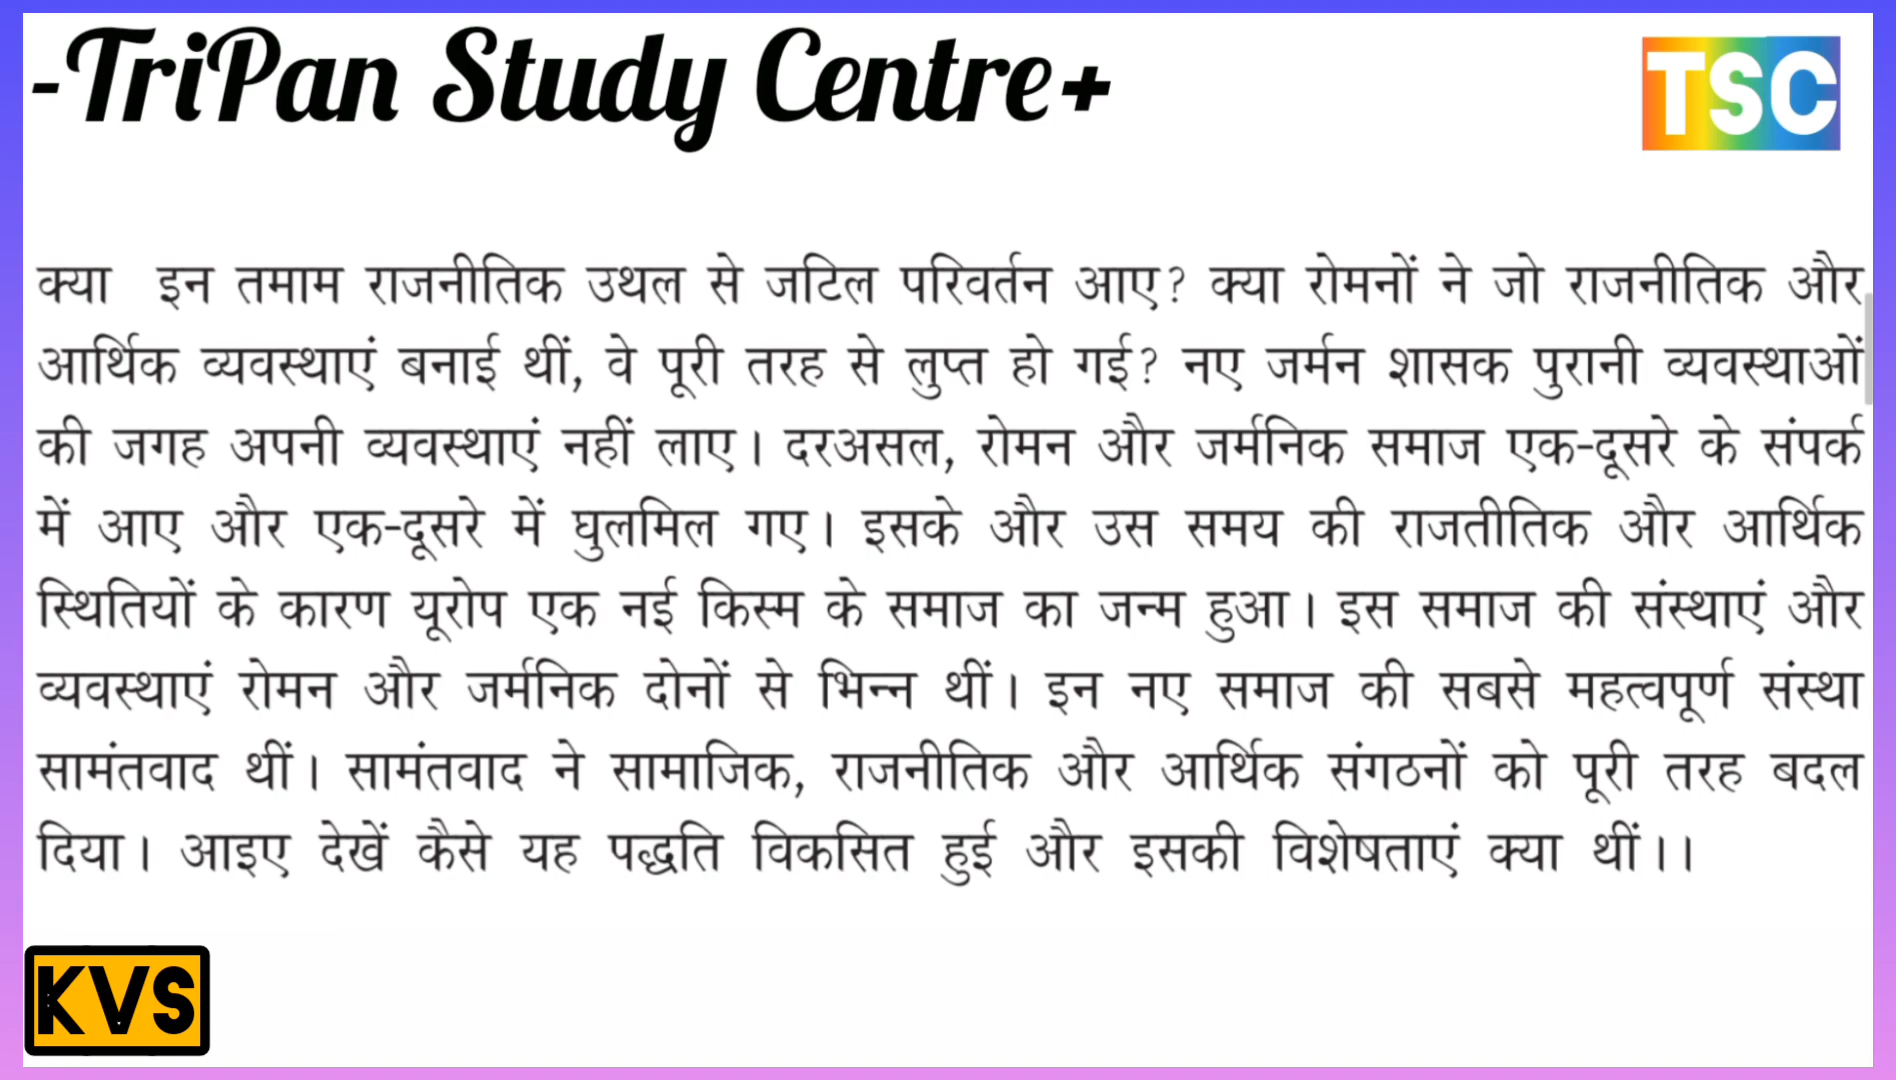 -TriPan Study Centre+
TSC
क्या इन तमाम राजनीतिक उथल से जटिल परिवर्तन आए? क्या रोमनों ने जो राजनीतिक और
आर्थिक व्यवस्थाएं बनाई थीं, वे पूरी तरह से लुप्त हो गई? नए जर्मन शासक पुरानी व्यवस्थाओं
की जगह अपनी व्यवस्थाएं नहीं लाए। दरअसल, रोमन और जर्मनिक समाज एक-दूसरे के संपर्क
में आए और एक-दूसरे में घुलमिल गए। इसके और उस समय की राजतीतिक और आर्थिक
स्थितियों के कारण यूरोप एक नई किस्म के समाज का जन्म हुआ। इस समाज की संस्थाएं और
व्यवस्थाएं रोमन और जर्मनिक दोनों से भिन्न थीं। इन नए समाज की सबसे महत्वपूर्ण संस्था
सामंतवाद थीं। सामंतवाद ने सामाजिक, राजनीतिक और आर्थिक संगठनों को पूरी तरह बदल
दिया। आइए देखें कैसे यह पद्धति विकसित हुई और इसकी विशेषताएं क्या थीं।।
KVS